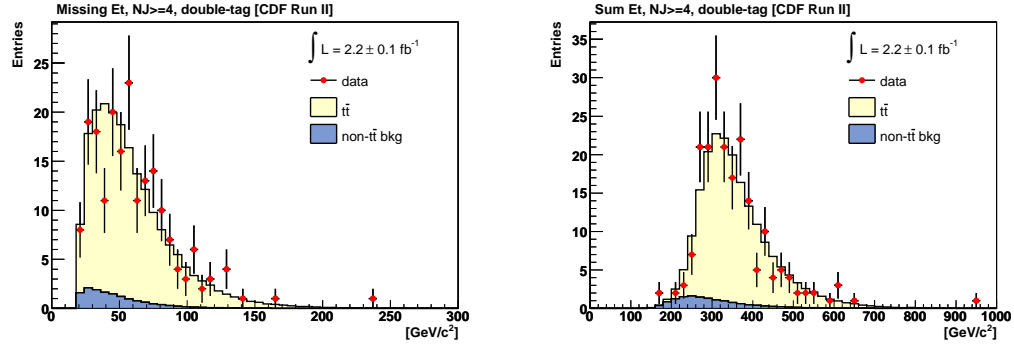 Missing Et, NJ>=4, double-tag [CDF Run II]
Entries
∫ L = 2.2 ± 0.1 fb⁻¹
data
tt̄
non-tt̄ bkg
25
20
15
10
5
0
0 50 100 150 200 250 300
[GeV/c²]
Sum Et, NJ>=4, double-tag [CDF Run II]
Entries
∫ L = 2.2 ± 0.1 fb⁻¹
data
tt̄
non-tt̄ bkg
35
30
25
20
15
10
5
0
0 100 200 300 400 500 600 700 800 900 1000
[GeV/c²]